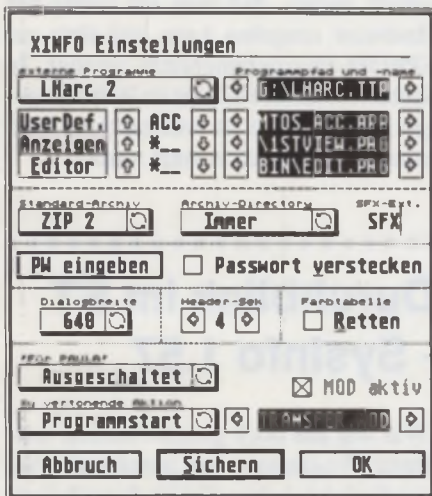 XINFO Einstellungen
externe Programme Programmpfad und -name
LHarc 2 G:\LHARC.TTP
UserDef. ACC MTOS_ACC.APP
Anzeigen *__ \1STVIEW.PRG
Editor *__ BIN\EDIT.PRG
Standard-Archiv Archiv-Directory SFX-Ext.
ZIP 2 Immer SFX
PW eingeben Passwort verstecken
Dialogbreite Header-Sek Farbtabelle
640 4 Retten
"Für PAULA"
Ausgeschaltet MOD aktiv
zu vertonende Aktion
Programmstart .MOD
Abbruch Sichern OK